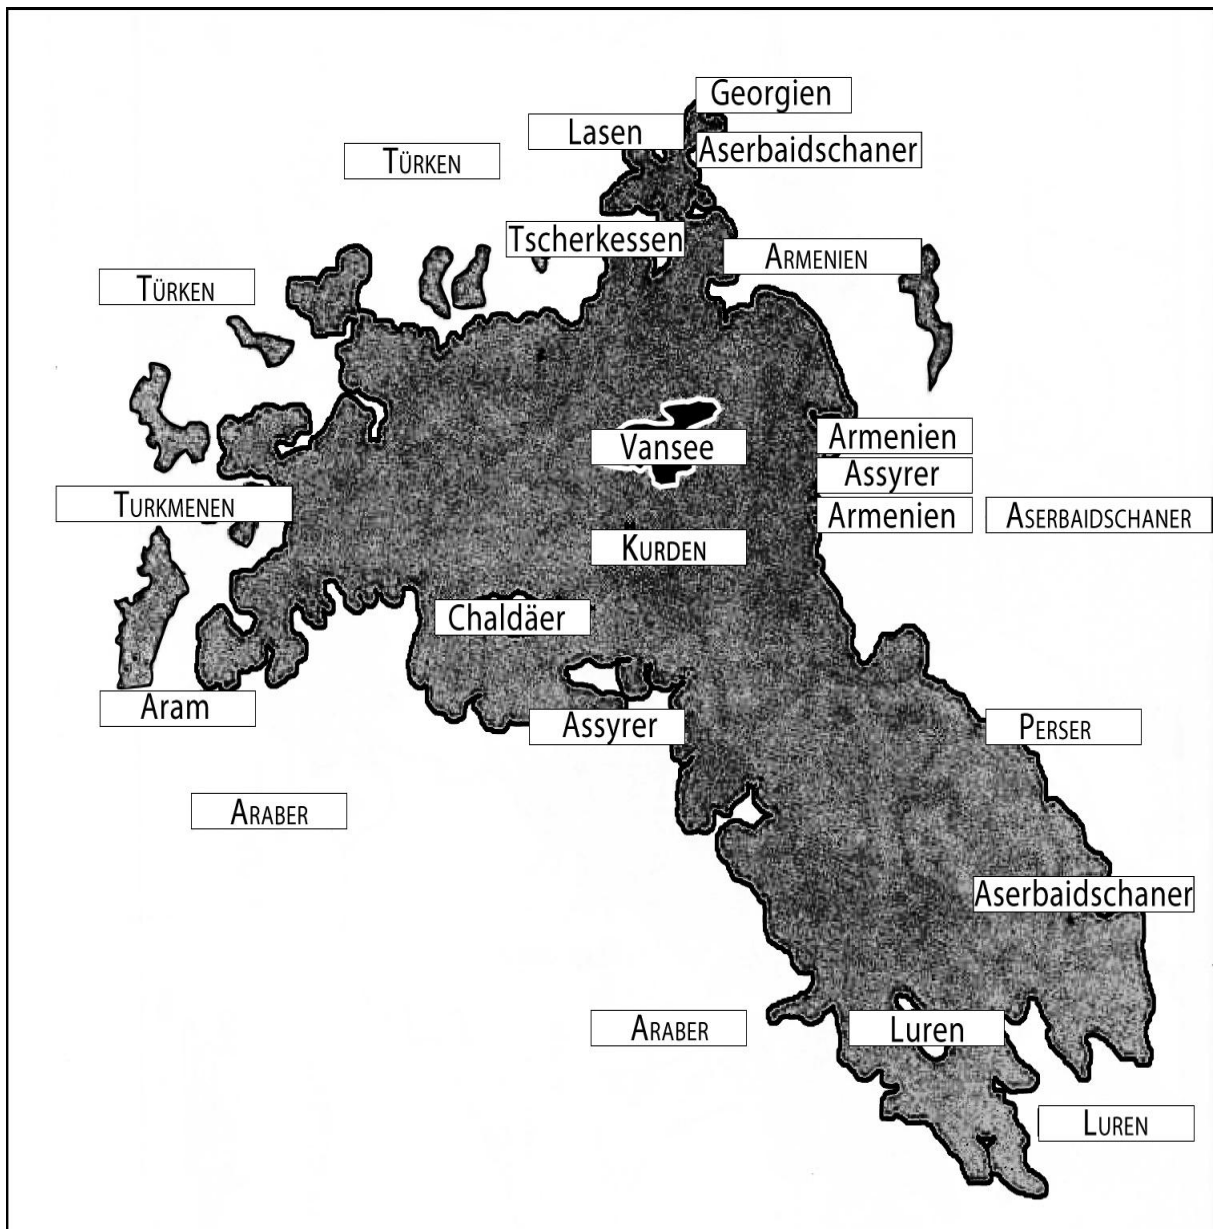 Georgien
Lasen
Aserbaidschaner
TÜRKEN
Tscherkessen
ARMENIEN
TÜRKEN
Vansee
Armenien
Assyrer
TURKMENEN
Armenien
ASERBAIDSCHANER
KURDEN
Chaldäer
Aram
Assyrer
PERSER
ARABER
Aserbaidschaner
ARABER
Luren
LUREN